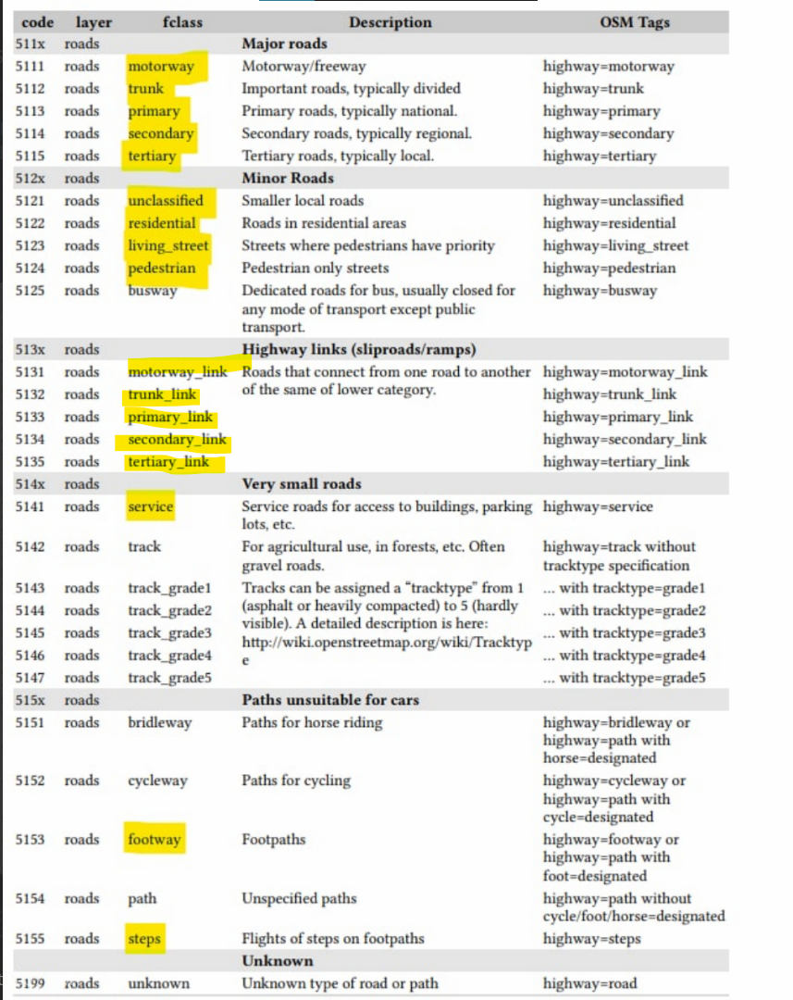 code layer fclass Description OSM Tags
511x roads Major roads
5111 roads motorway Motorway/freeway highway=motorway
5112 roads trunk Important roads, typically divided highway=trunk
5113 roads primary Primary roads, typically national. highway=primary
5114 roads secondary Secondary roads, typically regional. highway=secondary
5115 roads tertiary Tertiary roads, typically local. highway=tertiary
512x roads Minor Roads
5121 roads unclassified Smaller local roads highway=unclassified
5122 roads residential Roads in residential areas highway=residential
5123 roads living_street Streets where pedestrians have priority highway=living_street
5124 roads pedestrian Pedestrian only streets highway=pedestrian
5125 roads busway Dedicated roads for bus, usually closed for highway=busway
any mode of transport except public
transport.
513x roads Highway links (sliproads/ramps)
5131 roads motorway_link Roads that connect from one road to another highway=motorway_link
of the same of lower category.
5132 roads trunk_link highway=trunk_link
5133 roads primary_link highway=primary_link
5134 roads secondary_link highway=secondary_link
5135 roads tertiary_link highway=tertiary_link
514x roads Very small roads
5141 roads service Service roads for access to buildings, parking highway=service
lots, etc.
5142 roads track For agricultural use, in forests, etc. Often highway=track without
gravel roads. tracktype specification
5143 roads track_grade1 Tracks can be assigned a “tracktype” from 1 ... with tracktype=grade1
5144 roads track_grade2 (asphalt or heavily compacted) to 5 (hardly ... with tracktype=grade2
5145 roads track_grade3 visible). A detailed description is here: ... with tracktype=grade3
5146 roads track_grade4 http://wiki.openstreetmap.org/wiki/Tracktyp ... with tracktype=grade4
e
5147 roads track_grade5 ... with tracktype=grade5
515x roads Paths unsuitable for cars
5151 roads bridleway Paths for horse riding highway=bridleway or
highway=path with
horse=designated
5152 roads cycleway Paths for cycling highway=cycleway or
highway=path with
cycle=designated
5153 roads footway Footpaths highway=footway or
highway=path with
foot=designated
5154 roads path Unspecified paths highway=path without
cycle/foot/horse=designated
5155 roads steps Flights of steps on footpaths highway=steps
Unknown
5199 roads unknown Unknown type of road or path highway=road